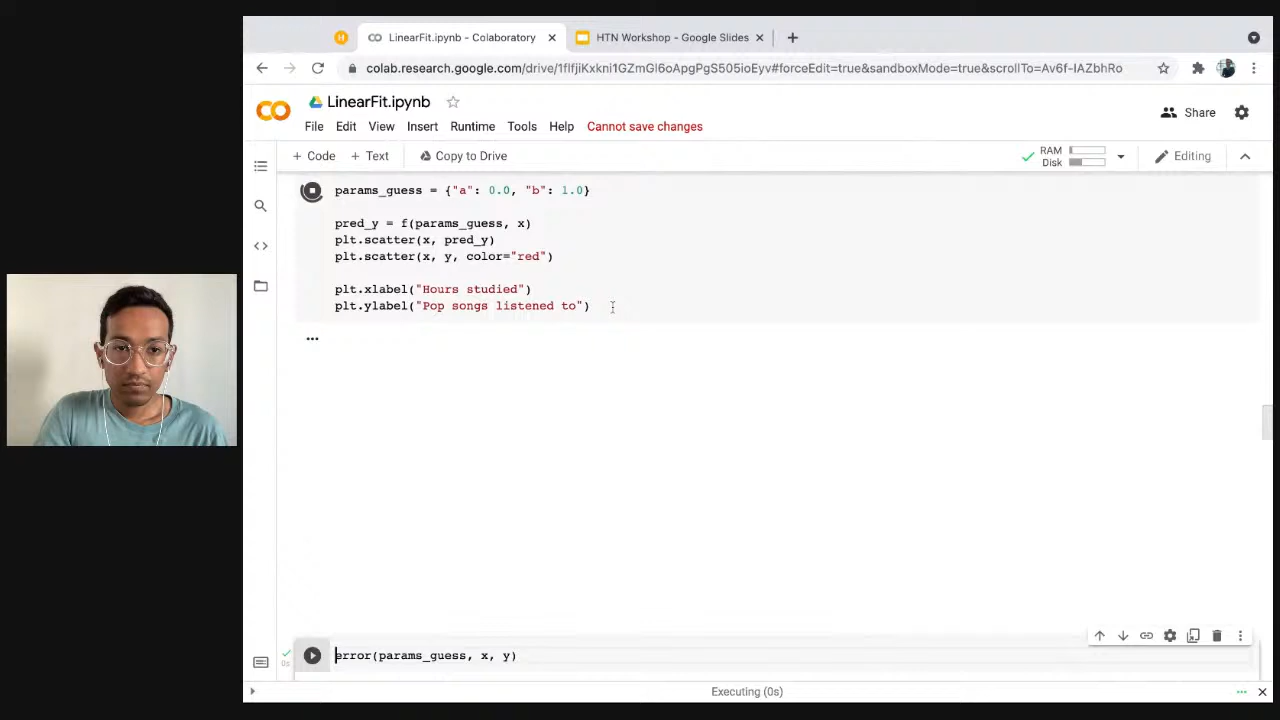 LinearFit.ipynb - Colaboratory
HTN Workshop - Google Slides
colab.research.google.com/drive/1flfjiKxkni1GZmGl6oApgPgS505ioEyv#forceEdit=true&sandboxMode=true&scrollTo=Av6f-IAZbhRo
LinearFit.ipynb
Share
File Edit View Insert Runtime Tools Help Cannot save changes
+ Code + Text Copy to Drive
RAM
Disk
Editing
params_guess = {"a": 0.0, "b": 1.0}
pred_y = f(params_guess, x)
plt.scatter(x, pred_y)
plt.scatter(x, y, color="red")
plt.xlabel("Hours studied")
plt.ylabel("Pop songs listened to")
...
0s
error(params_guess, x, y)
Executing (0s)